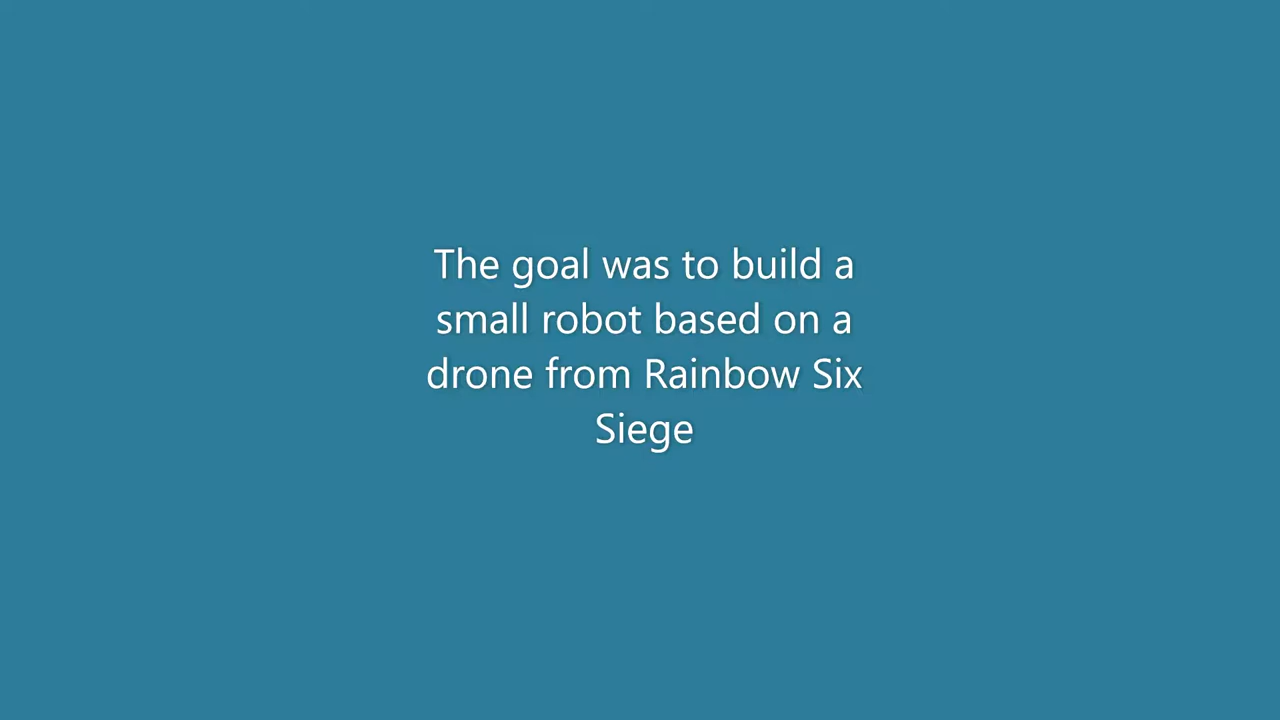 The goal was to build a
small robot based on a
drone from Rainbow Six
Siege